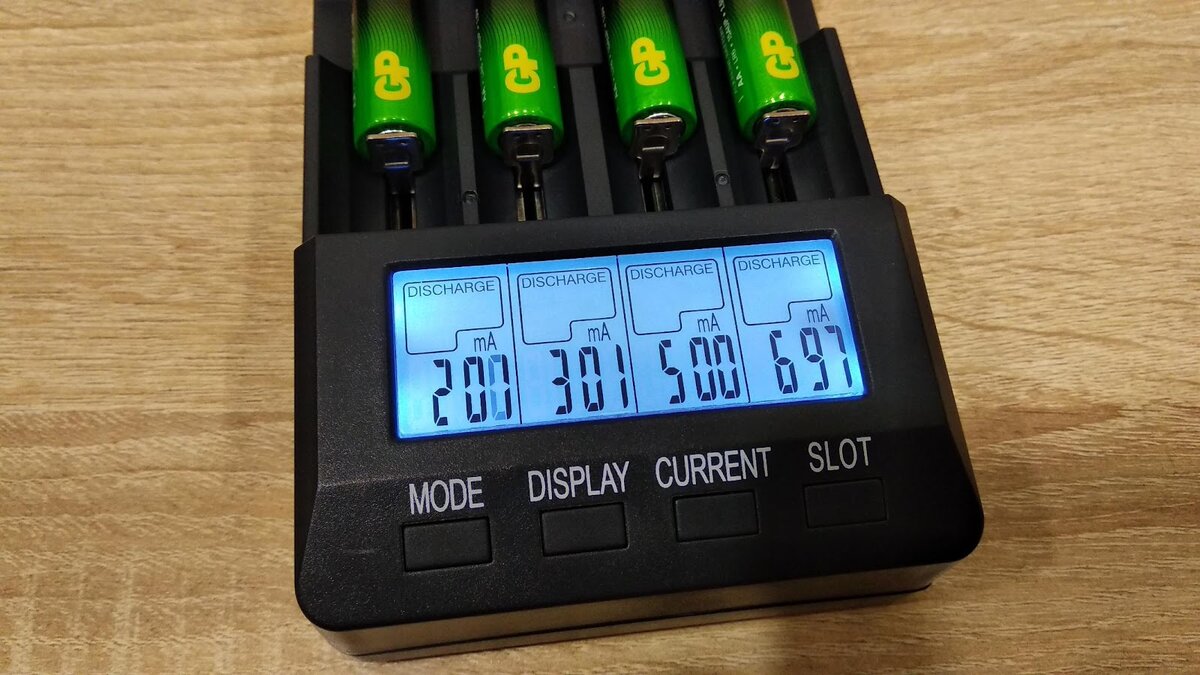 GP GP GP GP
AA
DISCHARGE DISCHARGE DISCHARGE DISCHARGE
mA mA mA mA
200 301 500 697
MODE DISPLAY CURRENT SLOT